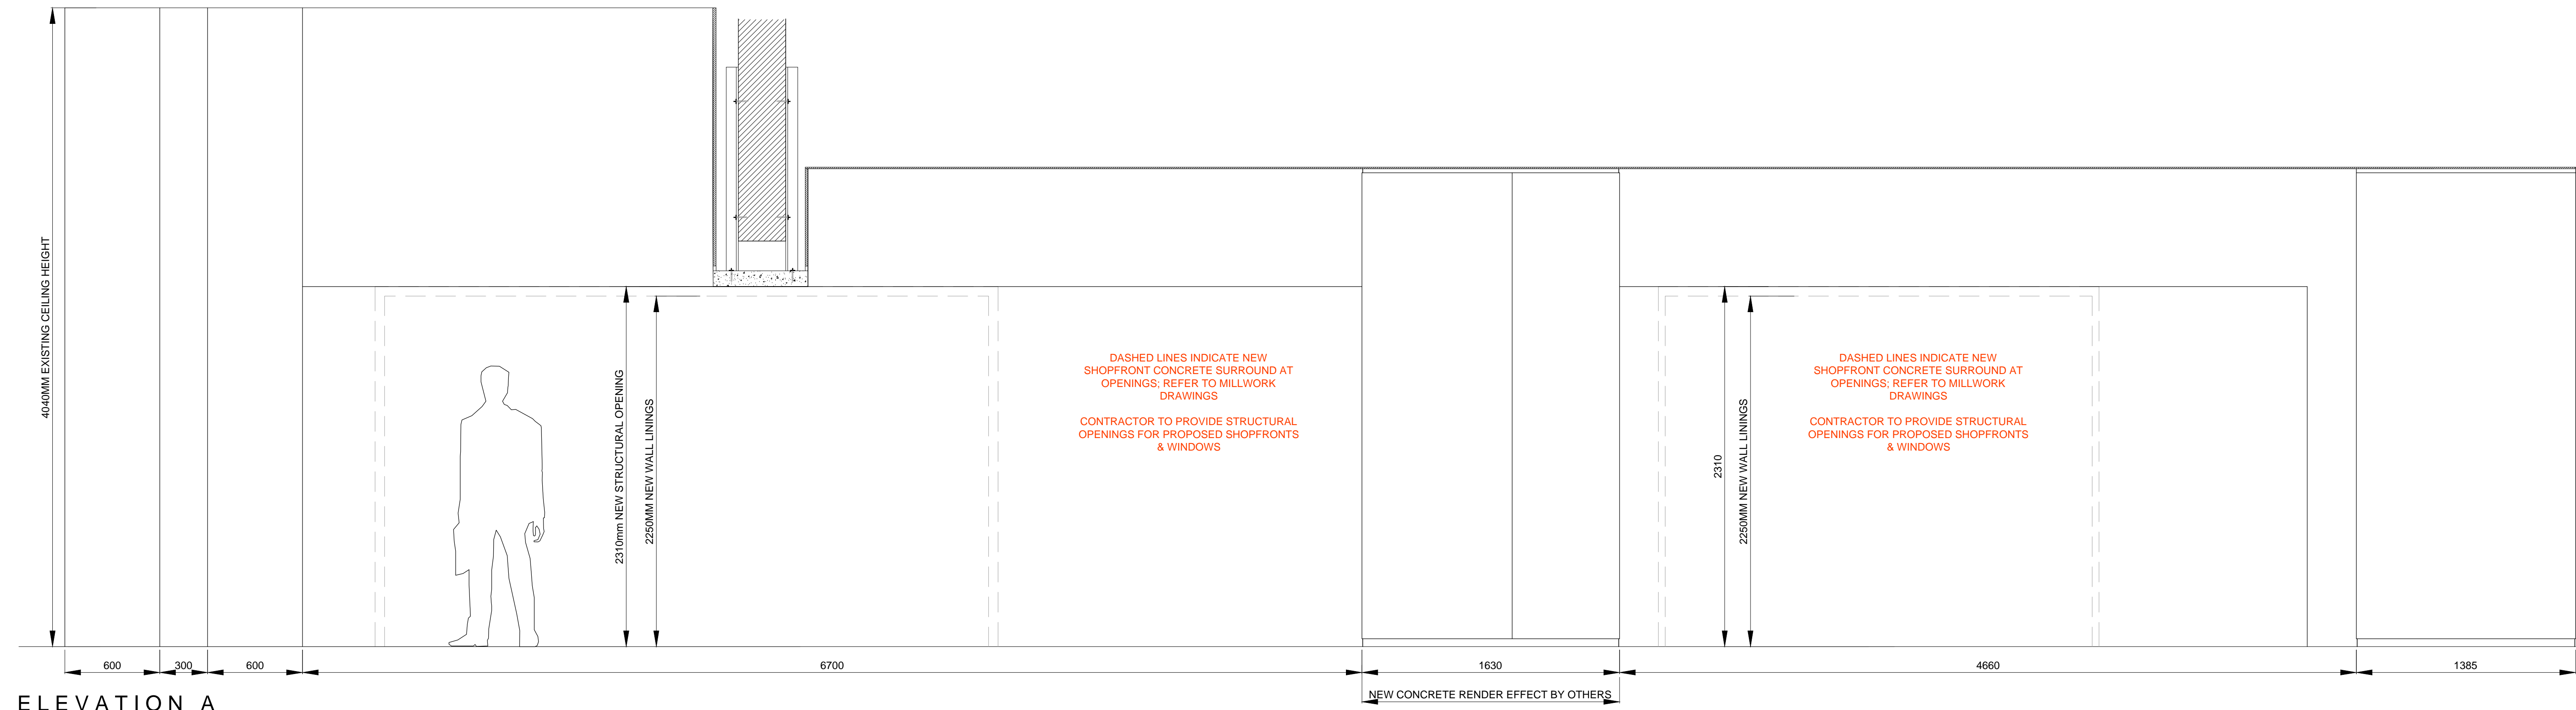 4040MM EXISTING CEILING HEIGHT
2310mm NEW STRUCTURAL OPENING
2250MM NEW WALL LININGS
DASHED LINES INDICATE NEW
SHOPFRONT CONCRETE SURROUND AT
OPENINGS; REFER TO MILLWORK
DRAWINGS
CONTRACTOR TO PROVIDE STRUCTURAL
OPENINGS FOR PROPOSED SHOPFRONTS
& WINDOWS
2310
2250MM NEW WALL LININGS
DASHED LINES INDICATE NEW
SHOPFRONT CONCRETE SURROUND AT
OPENINGS; REFER TO MILLWORK
DRAWINGS
CONTRACTOR TO PROVIDE STRUCTURAL
OPENINGS FOR PROPOSED SHOPFRONTS
& WINDOWS
600 300 600 6700 1630 4660 1385
NEW CONCRETE RENDER EFFECT BY OTHERS
ELEVATION A